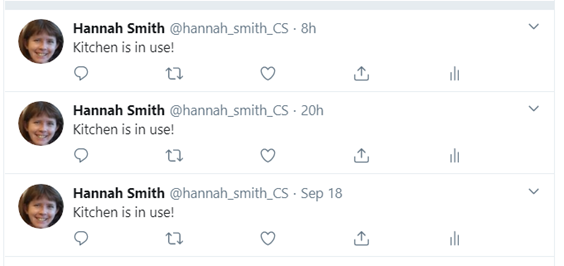 Hannah Smith @hannah_smith_CS · 8h
Kitchen is in use!
Hannah Smith @hannah_smith_CS · 20h
Kitchen is in use!
Hannah Smith @hannah_smith_CS · Sep 18
Kitchen is in use!